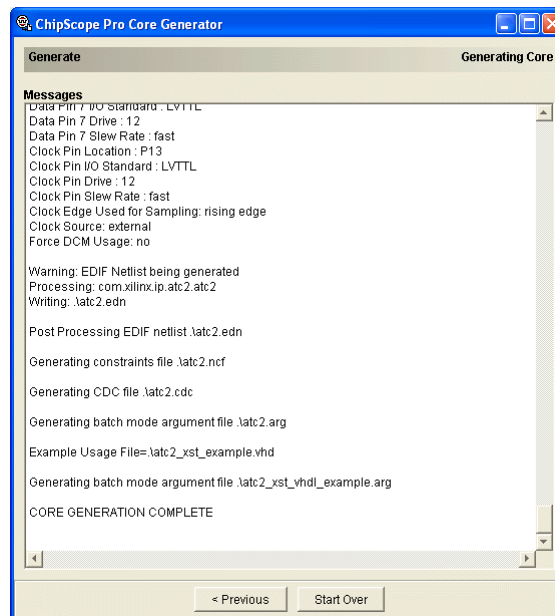 ChipScope Pro Core Generator
Generate
Generating Core
Messages
Data Pin 7 I/O Standard : LVTTL
Data Pin 7 Drive : 12
Data Pin 7 Slew Rate : fast
Clock Pin Location : P13
Clock Pin I/O Standard : LVTTL
Clock Pin Drive : 12
Clock Pin Slew Rate : fast
Clock Edge Used for Sampling: rising edge
Clock Source: external
Force DCM Usage: no
Warning: EDIF Netlist being generated
Processing: com.xilinx.ip.atc2.atc2
Writing: .\atc2.edn
Post Processing EDIF netlist .\atc2.edn
Generating constraints file .\atc2.ncf
Generating CDC file .\atc2.cdc
Generating batch mode argument file .\atc2.arg
Example Usage File=.\atc2_xst_example.vhd
Generating batch mode argument file .\atc2_xst_vhdl_example.arg
CORE GENERATION COMPLETE
< Previous
Start Over